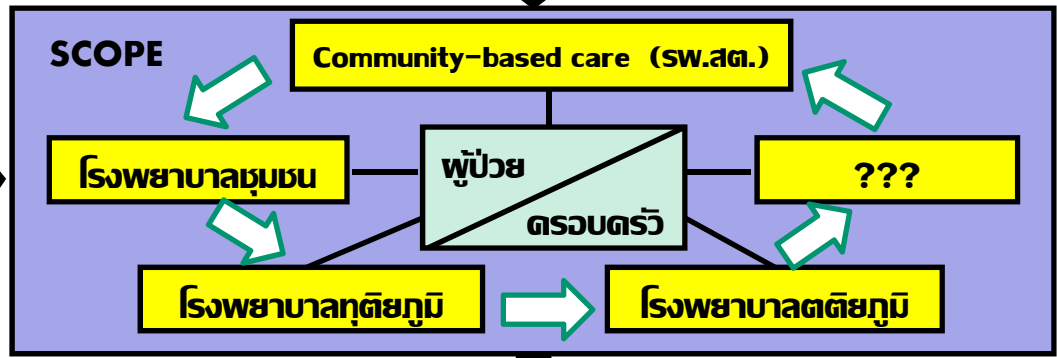 SCOPE
Community-based care (รพ.สต.)
โรงพยาบาลชุมชน
ผู้ป่วย
ครอบครัว
???
โรงพยาบาลทุติยภูมิ
โรงพยาบาลตติยภูมิ